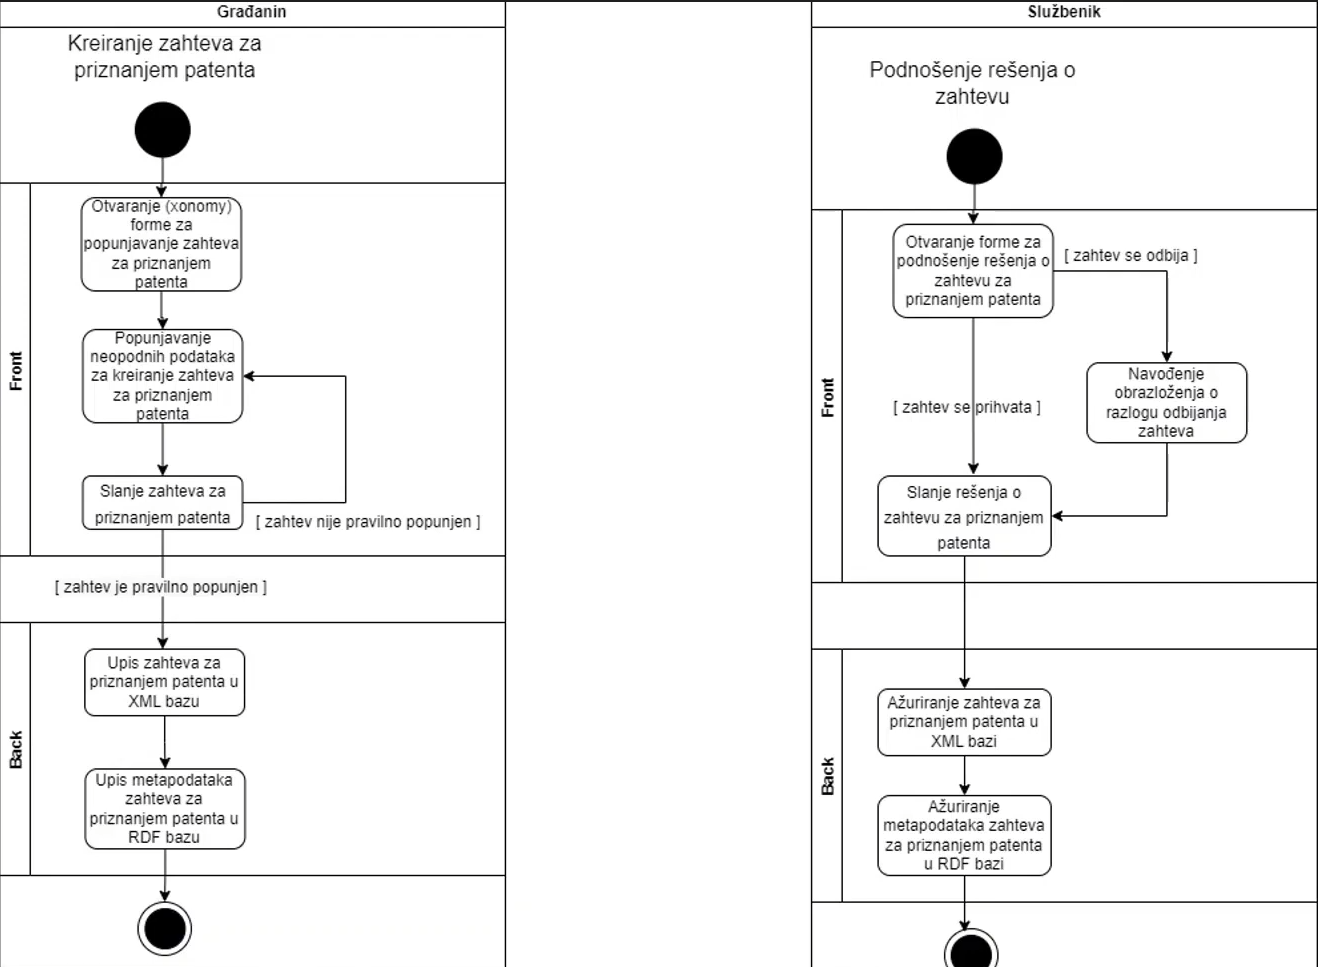 Građanin
Kreiranje zahteva za
priznanjem patenta
Front
Otvaranje (xonomy)
forme za
popunjavanje zahteva
za priznanjem
patenta
Popunjavanje
neopodnih podataka
za kreiranje zahteva
za priznanjem
patenta
Slanje zahteva za
priznanjem patenta
[ zahtev nije pravilno popunjen ]
[ zahtev je pravilno popunjen ]
Back
Upis zahteva za
priznanjem patenta u
XML bazu
Upis metapodataka
zahteva za
priznanjem patenta u
RDF bazu
Službenik
Podnošenje rešenja o
zahtevu
Front
Otvaranje forme za
podnošenje rešenja o
zahtevu za
priznanjem patenta
[ zahtev se odbija ]
Navođenje
obrazloženja o
razlogu odbijanja
zahteva
[ zahtev se prihvata ]
Slanje rešenja o
zahtevu za priznanjem
patenta
Back
Ažuriranje zahteva za
priznanjem patenta u
XML bazi
Ažuriranje
metapodataka zahteva
za priznanjem patenta
u RDF bazi